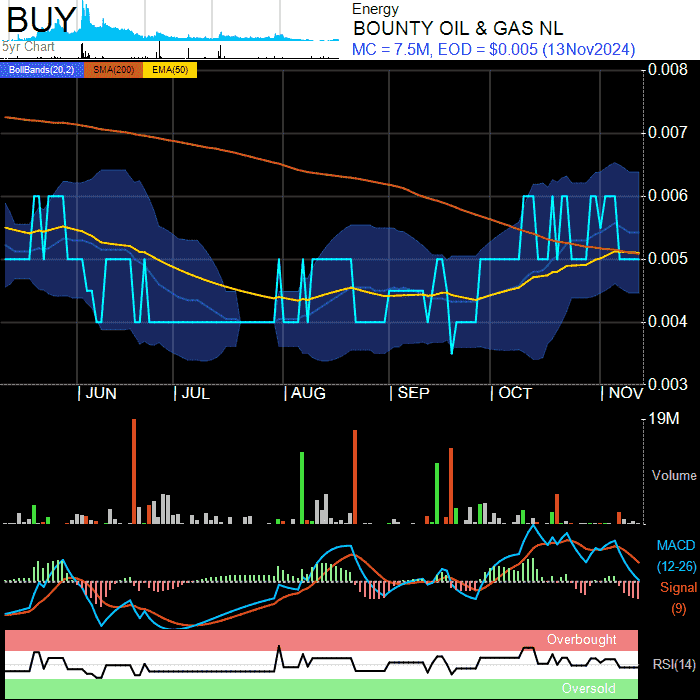 BUY
5yr Chart
Energy
BOUNTY OIL & GAS NL
MC = 7.5M, EOD = $0.005 (13Nov2024)
BollBands(20,2) SMA(200) EMA(50)
0.008
0.007
0.006
0.005
0.004
0.003
JUN JUL AUG SEP OCT NOV
19M
Volume
MACD
(12-26)
Signal
(9)
Overbought
RSI(14)
Oversold